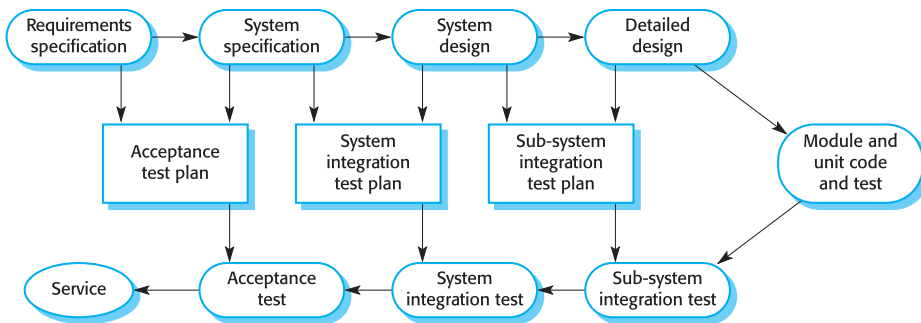 Requirements
specification
System
specification
System
design
Detailed
design
Acceptance
test plan
System
integration
test plan
Sub-system
integration
test plan
Module and
unit code
and test
Service
Acceptance
test
System
integration test
Sub-system
integration test